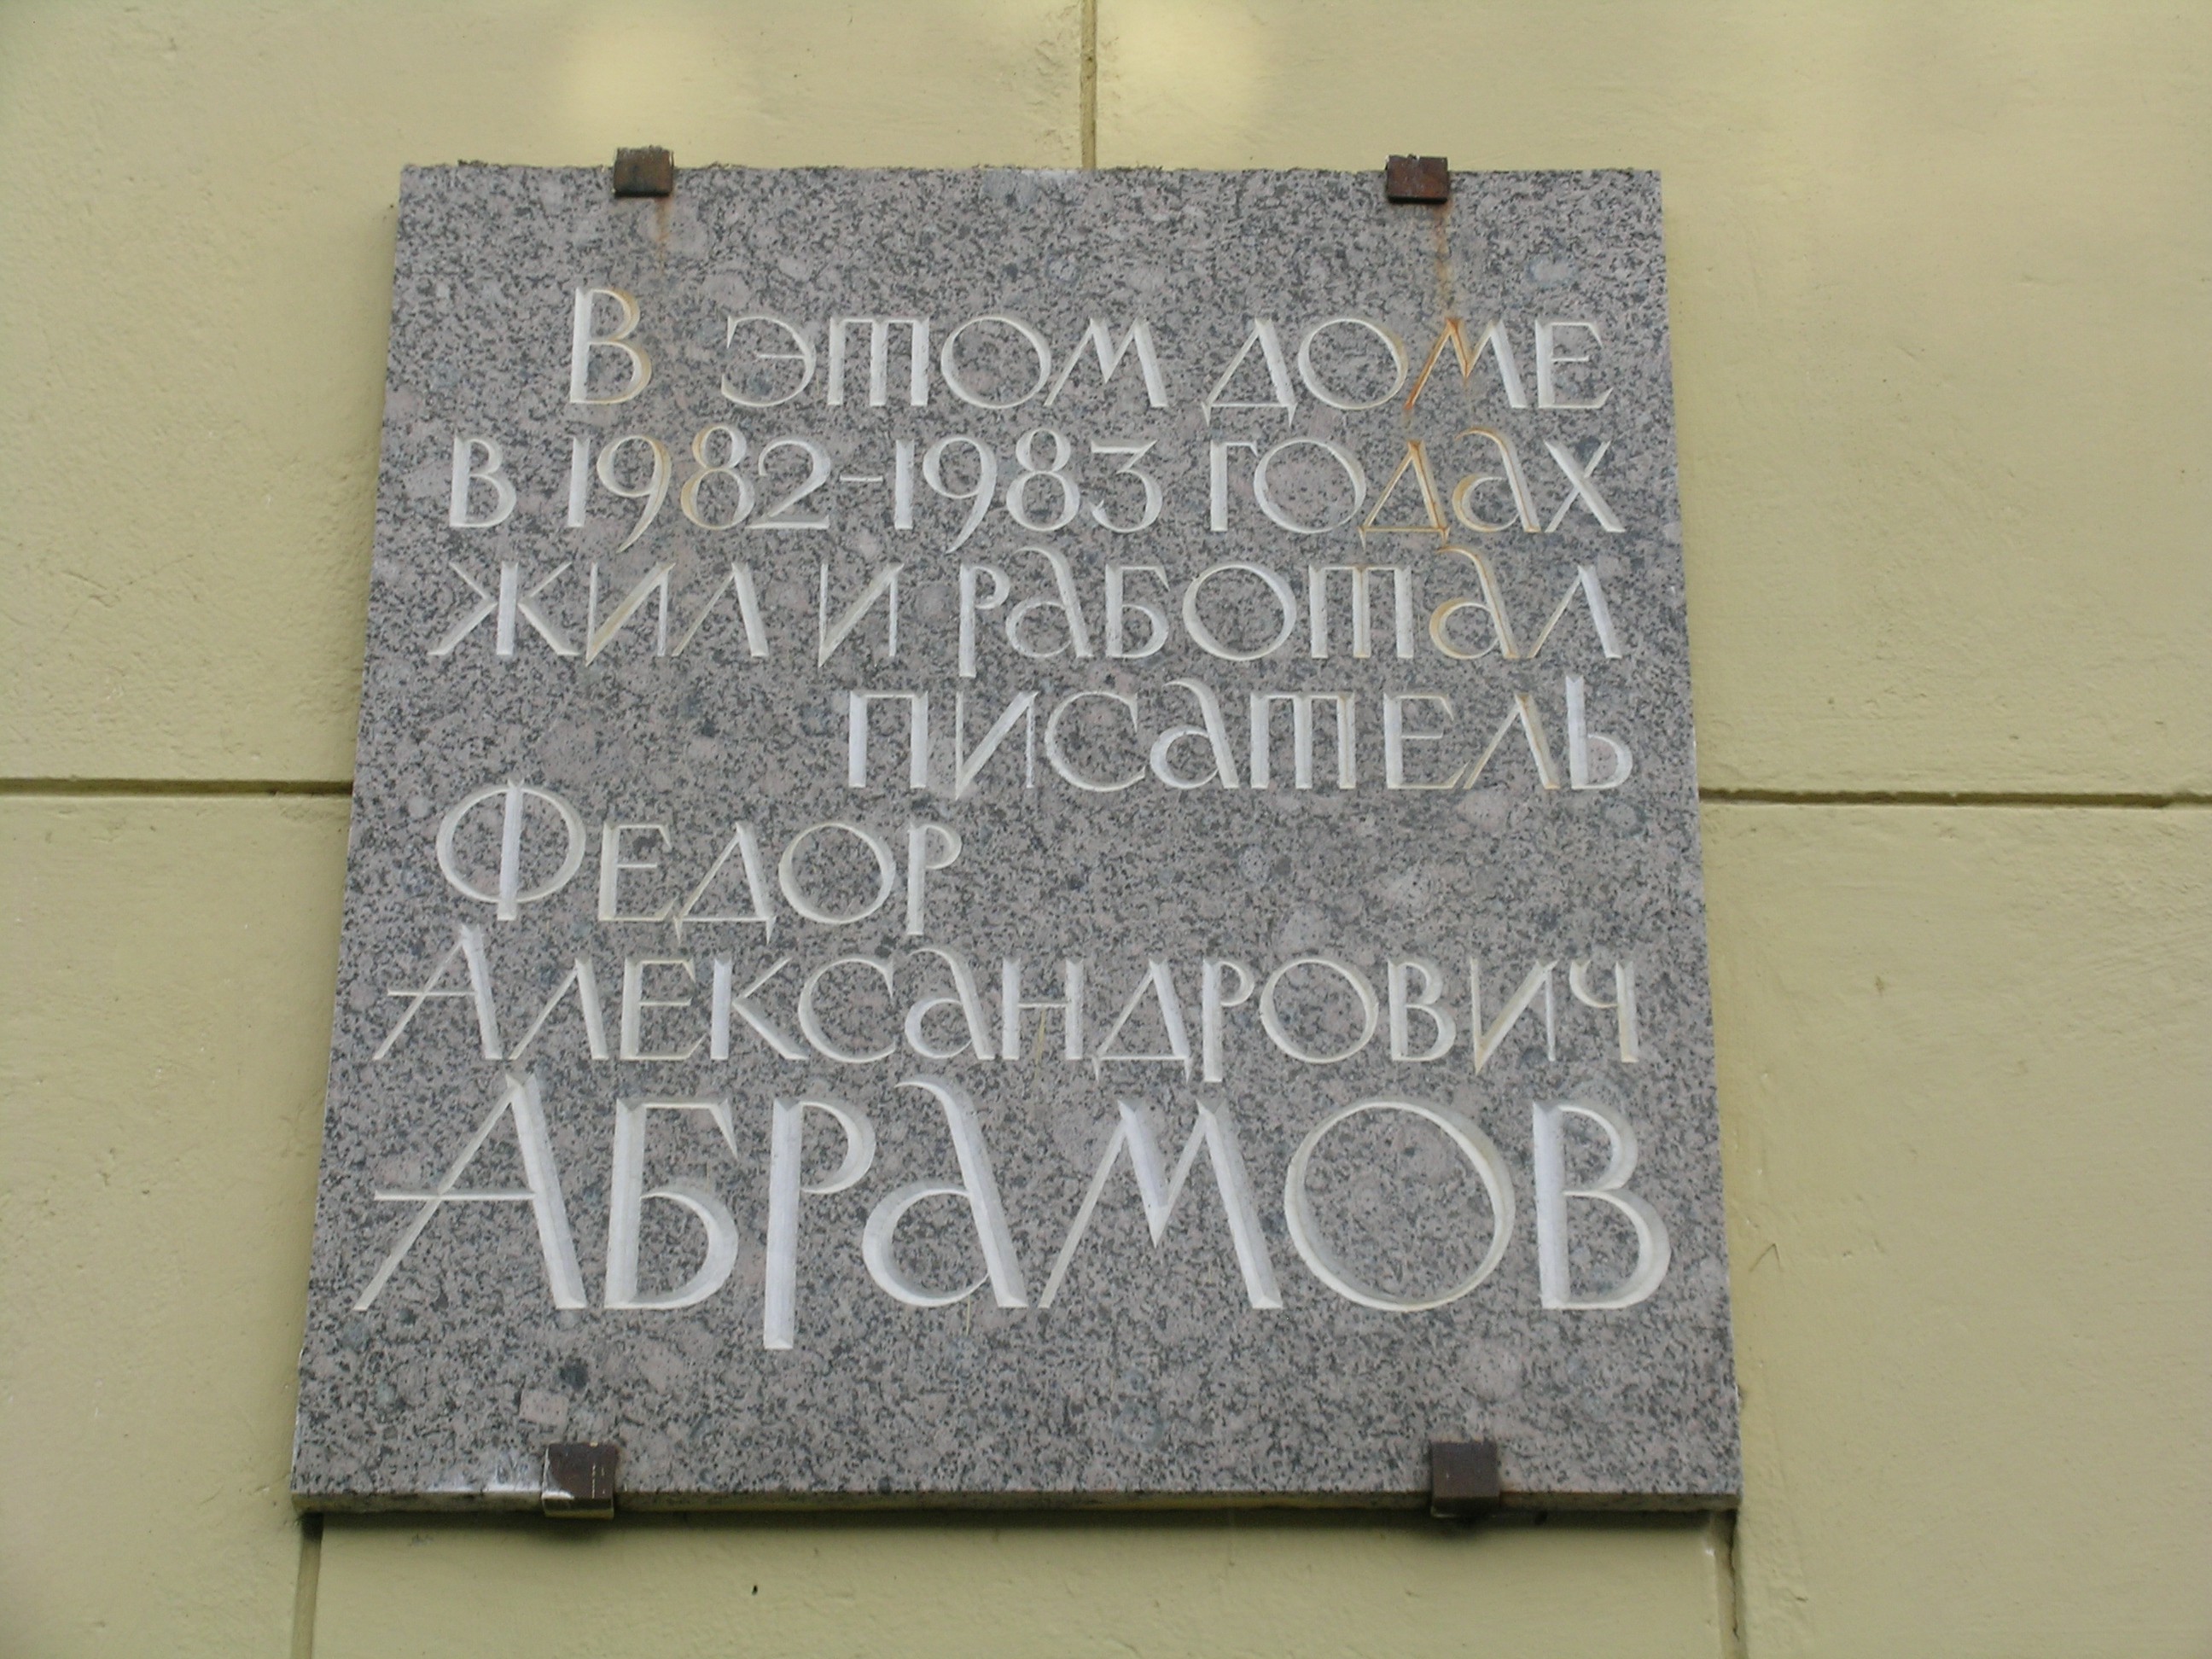 В этом доме
в 1982-1983 годах
жил и работал
писатель
Федор
Александрович
Абрамов